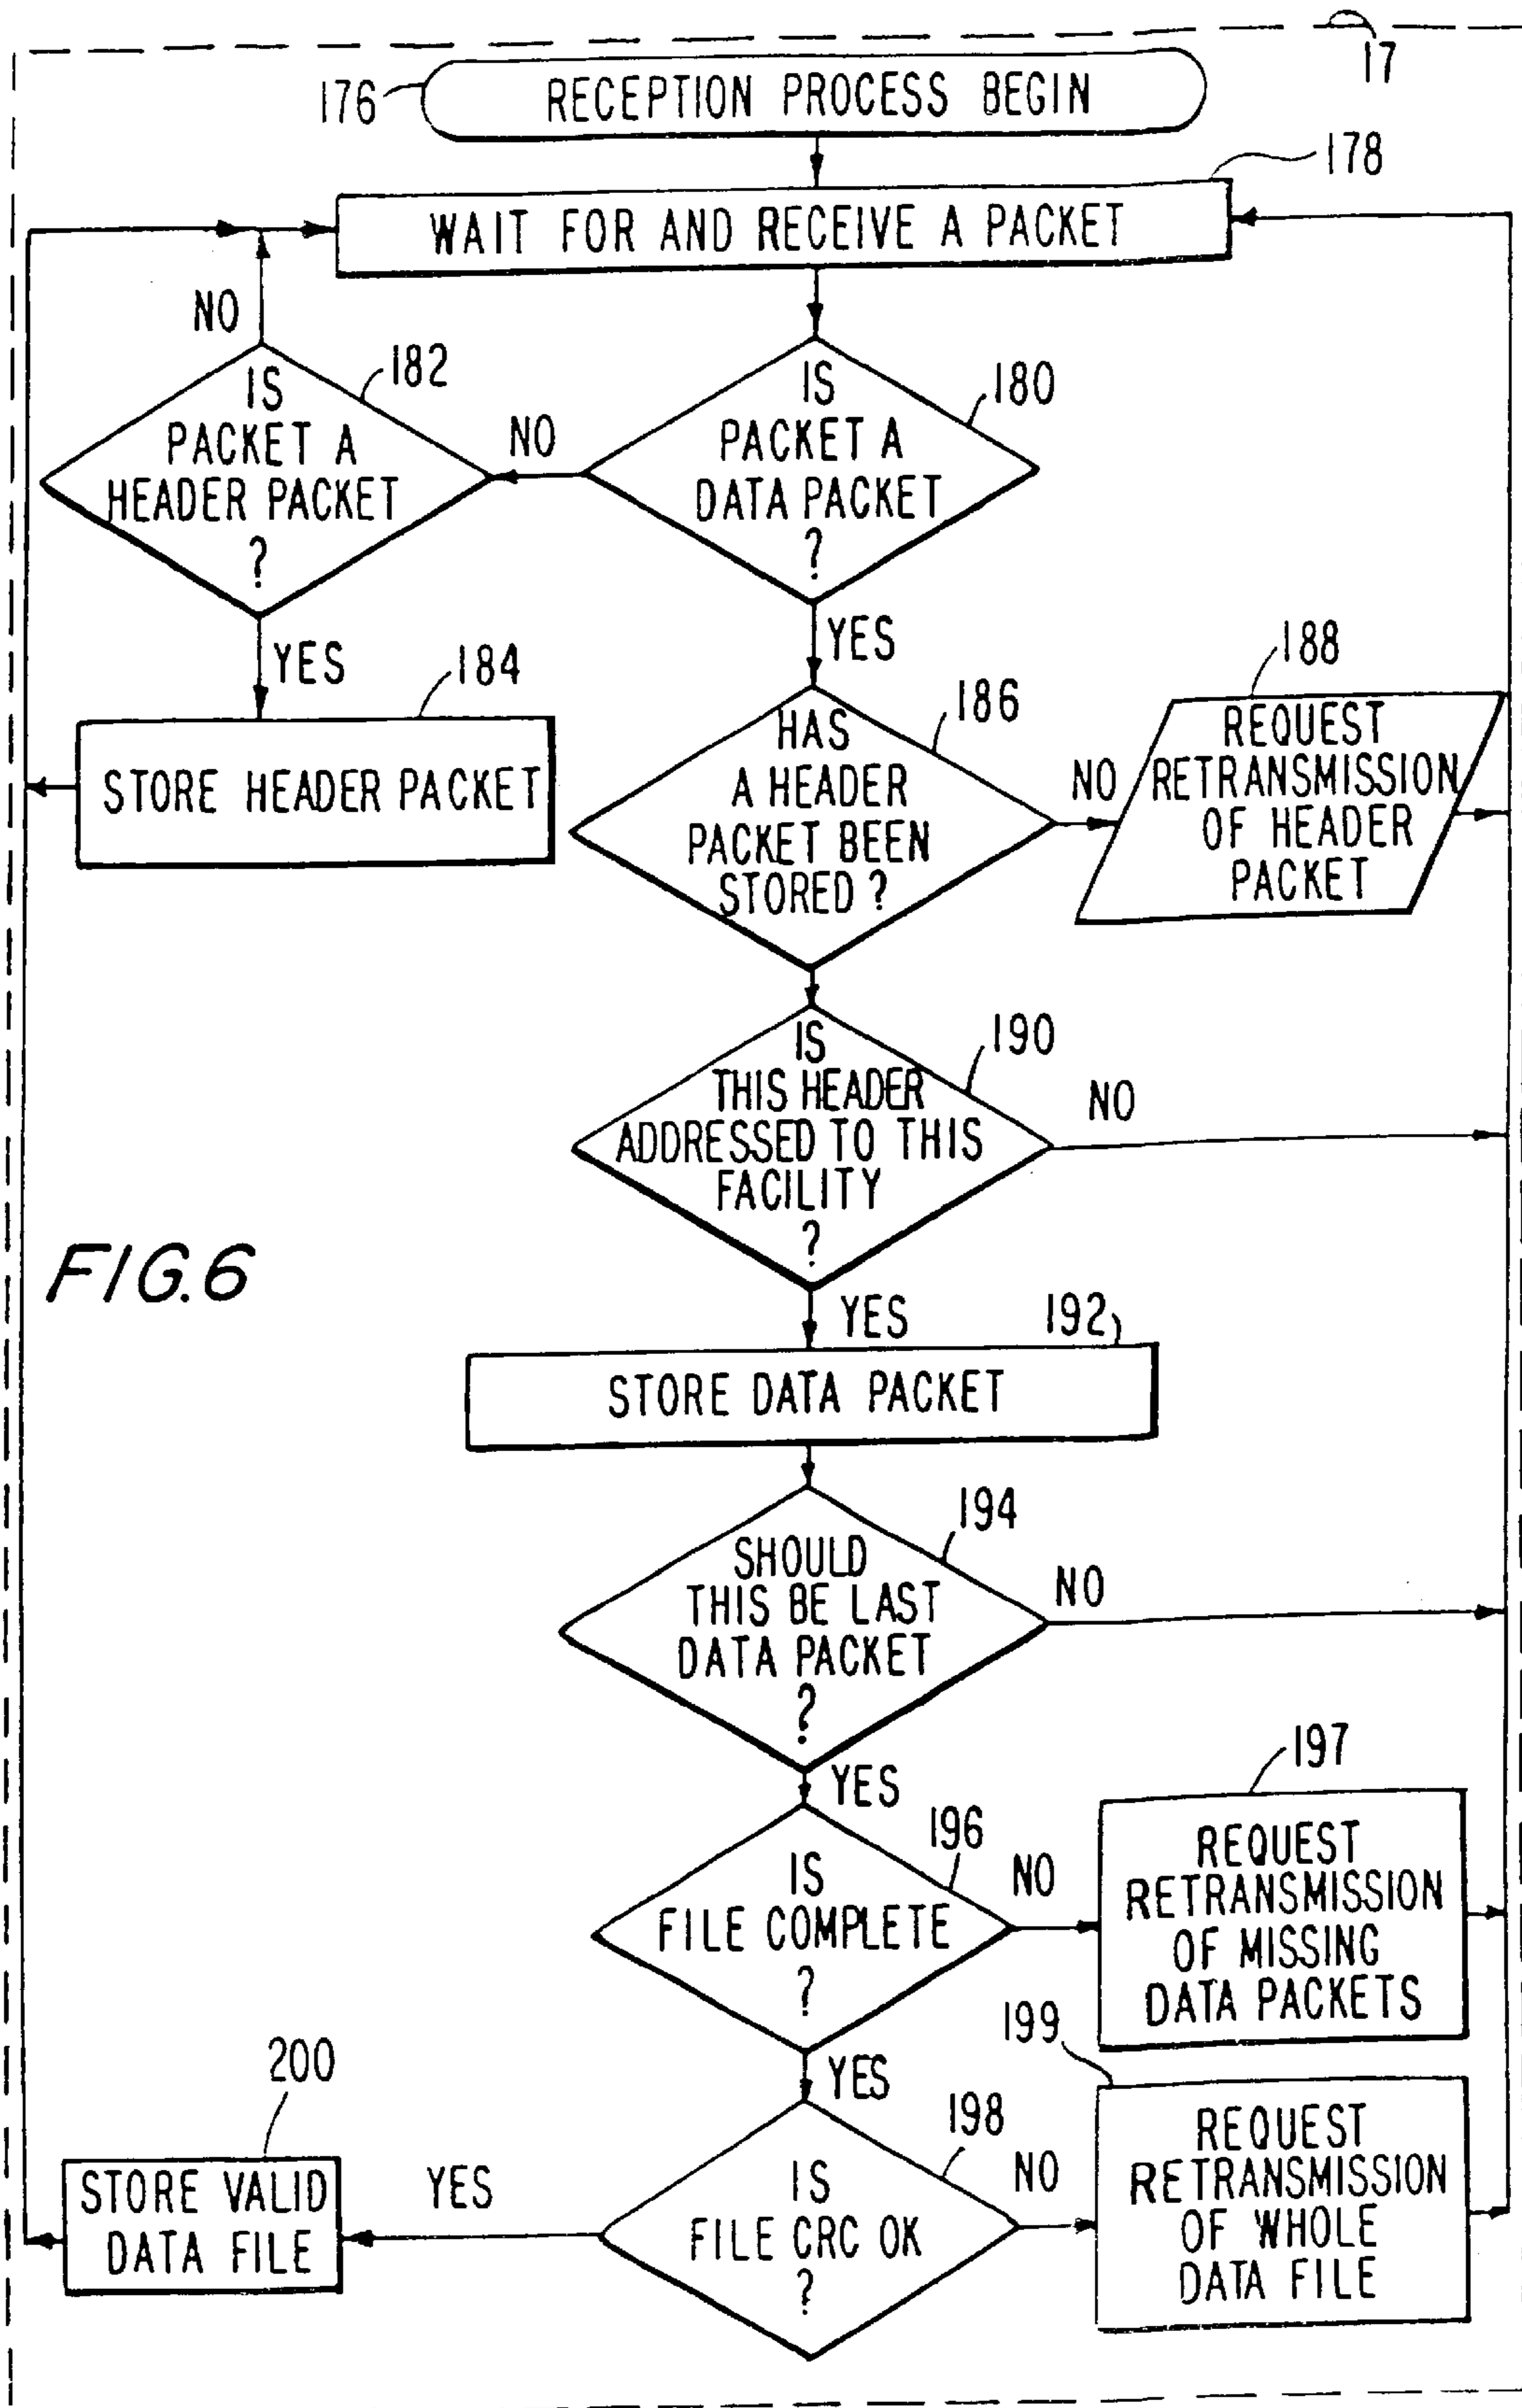 17
176
RECEPTION PROCESS BEGIN
178
WAIT FOR AND RECEIVE A PACKET
NO
182
IS
PACKET A
HEADER PACKET
?
NO
180
IS
PACKET A
DATA PACKET
?
YES
184
STORE HEADER PACKET
YES
186
HAS
A HEADER
PACKET BEEN
STORED ?
NO
188
REQUEST
RETRANSMISSION
OF HEADER
PACKET
190
IS
THIS HEADER
ADDRESSED TO THIS
FACILITY
?
NO
FIG.6
YES
192
STORE DATA PACKET
194
SHOULD
THIS BE LAST
DATA PACKET
?
NO
YES
196
IS
FILE COMPLETE
?
NO
197
REQUEST
RETRANSMISSION
OF MISSING
DATA PACKETS
YES
198
IS
FILE CRC OK
?
NO
199
REQUEST
RETRANSMISSION
OF WHOLE
DATA FILE
YES
200
STORE VALID
DATA FILE